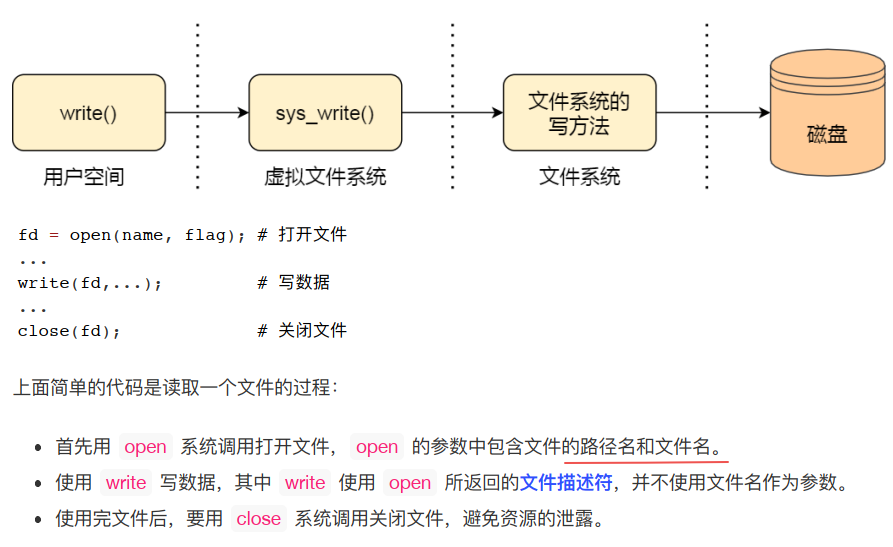 write()
sys_write()
文件系统的
写方法
磁盘
用户空间
虚拟文件系统
文件系统
fd = open(name, flag); # 打开文件
...
write(fd,...);         # 写数据
...
close(fd);             # 关闭文件
上面简单的代码是读取一个文件的过程：
• 首先用 open 系统调用打开文件，open 的参数中包含文件的路径名和文件名。
• 使用 write 写数据，其中 write 使用 open 所返回的文件描述符，并不使用文件名作为参数。
• 使用完文件后，要用 close 系统调用关闭文件，避免资源的泄露。